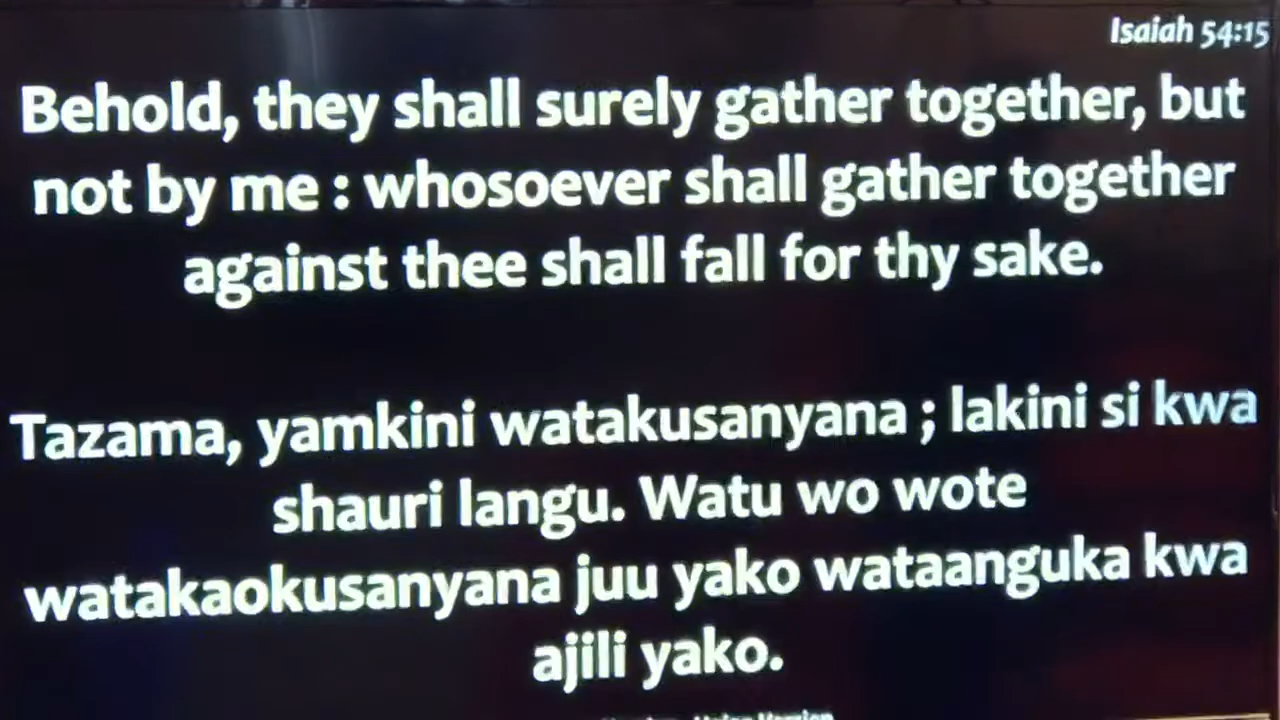 Isaiah 54:15
Behold, they shall surely gather together, but
not by me : whosoever shall gather together
against thee shall fall for thy sake.
Tazama, yamkini watakusanyana ; lakini si kwa
shauri langu. Watu wo wote
watakaokusanyana juu yako wataanguka kwa
ajili yako.
Union Version